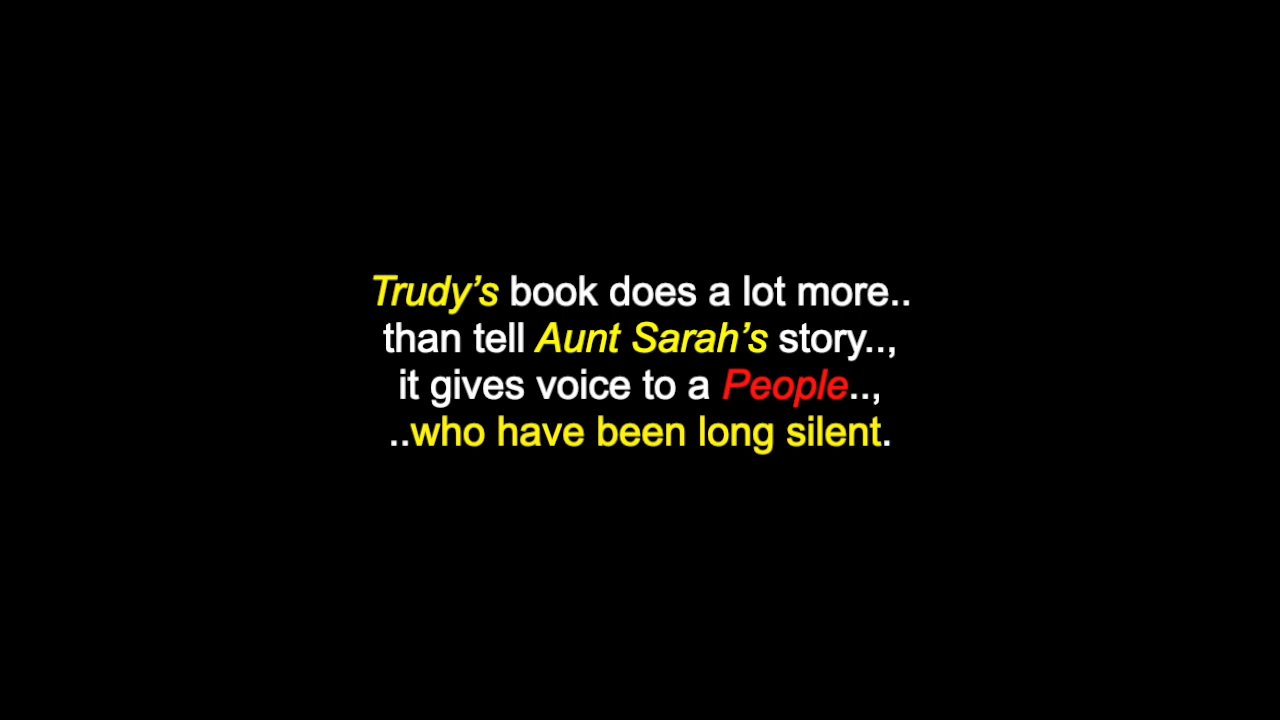 Trudy’s book does a lot more..
than tell Aunt Sarah’s story..,
it gives voice to a People..,
..who have been long silent.